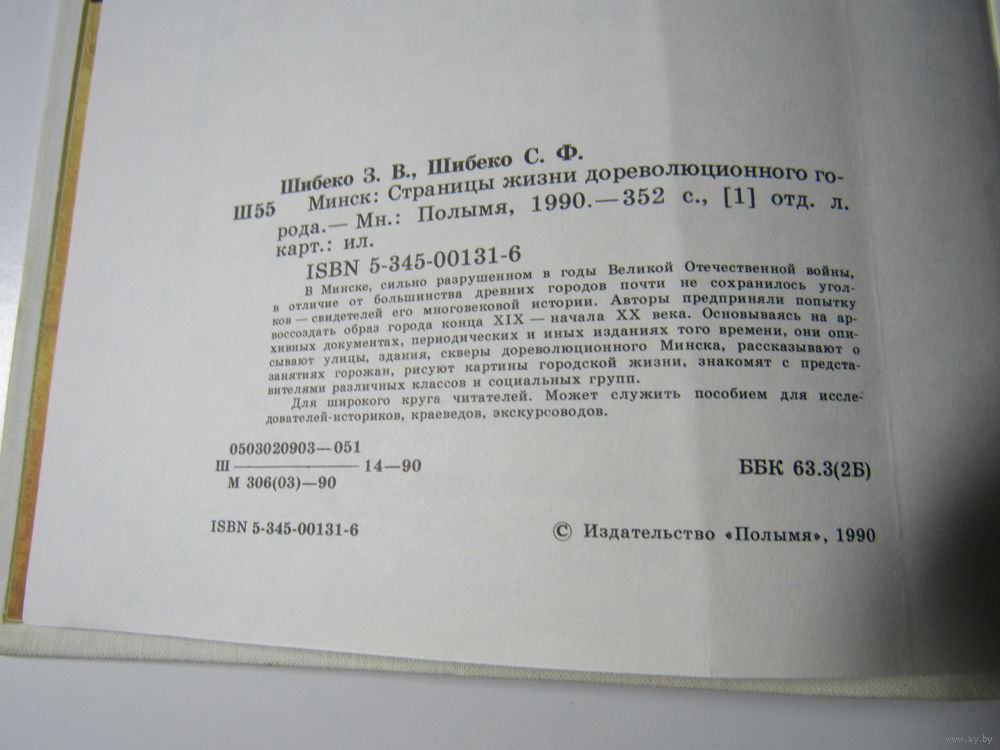 Шибеко З. В., Шибеко С. Ф.
Ш55 Минск: Страницы жизни дореволюционного го-
рода.— Мн.: Полымя, 1990.—352 с., [1] отд. л.
карт.: ил.
ISBN 5-345-00131-6
В Минске, сильно разрушенном в годы Великой Отечественной войны,
в отличие от большинства древних городов почти не сохранилось угол-
ков — свидетелей его многовековой истории. Авторы предприняли попытку
воссоздать образ города конца XIX — начала XX века. Основываясь на ар-
хивных документах, периодических и иных изданиях того времени, они опи-
сывают улицы, здания, скверы дореволюционного Минска, рассказывают о
занятиях горожан, рисуют картины городской жизни, знакомят с предста-
вителями различных классов и социальных групп.
Для широкого круга читателей. Может служить пособием для иссле-
дователей-историков, краеведов, экскурсоводов.
0503020903—051
Ш ———— 14—90
М 306(03)—90
ББК 63.3(2Б)
ISBN 5-345-00131-6
© Издательство «Полымя», 1990
www.ay.by